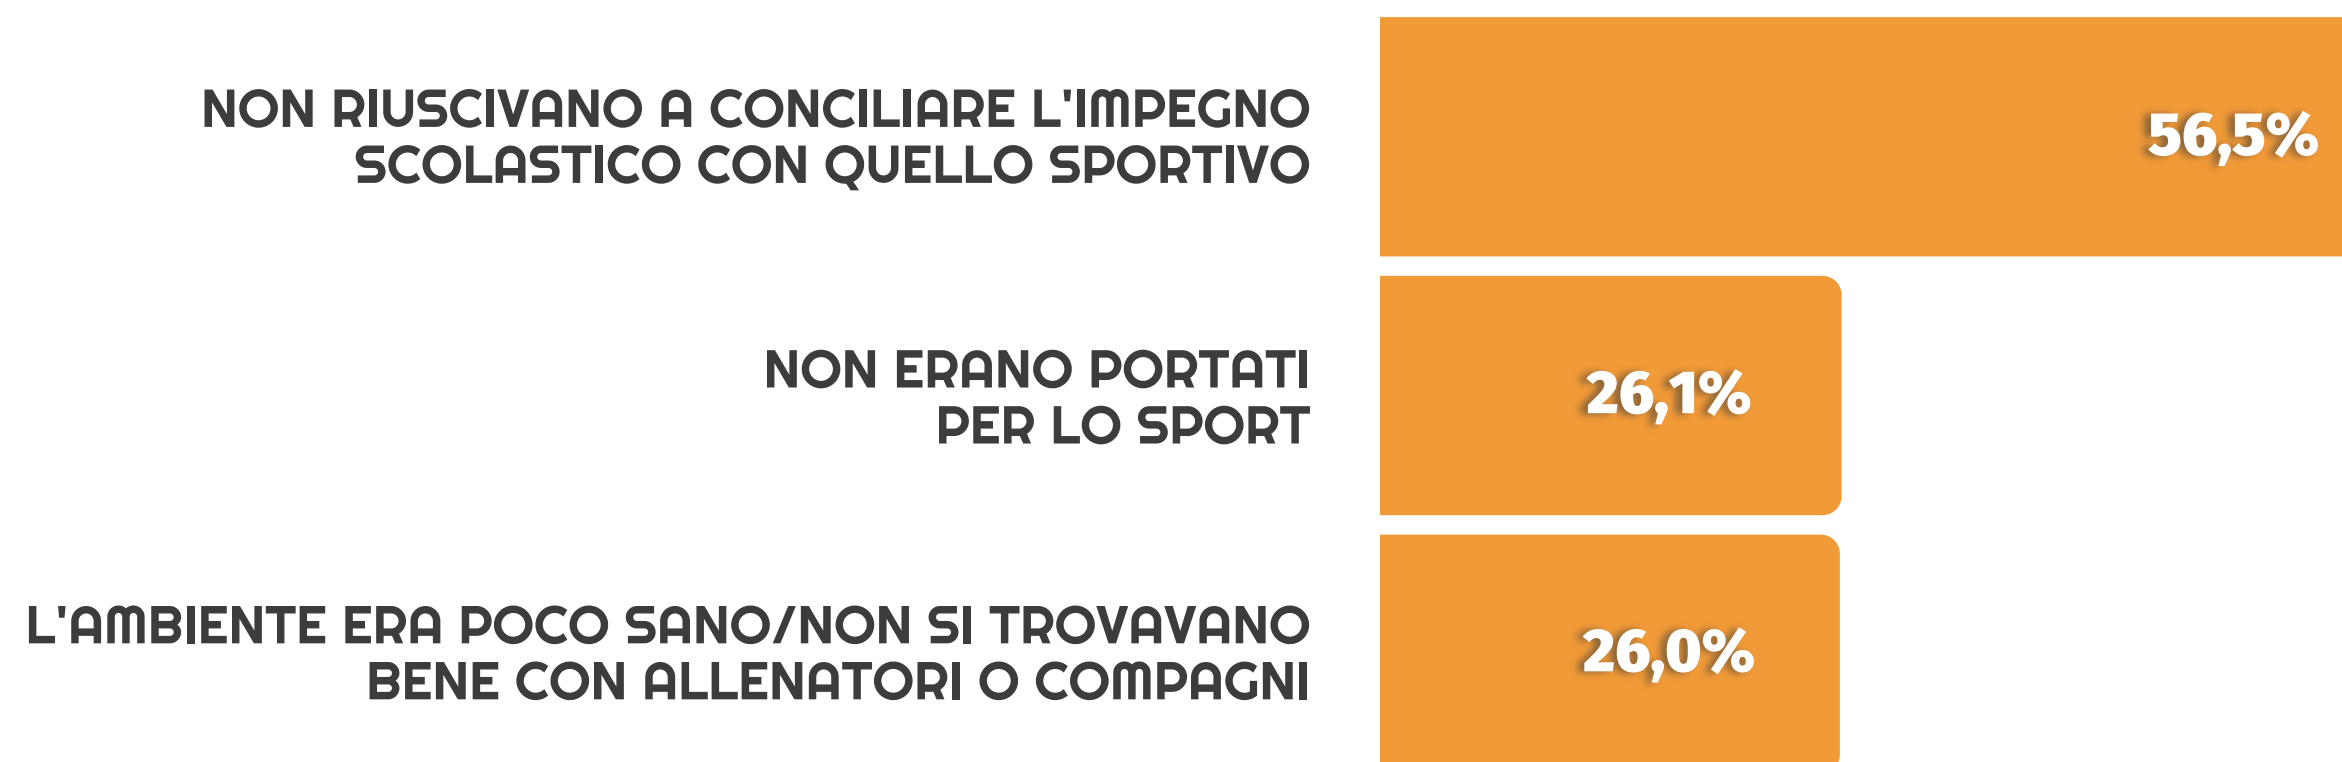 NON RIUSCIVANO A CONCILIARE L'IMPEGNO
SCOLASTICO CON QUELLO SPORTIVO
56,5%
NON ERANO PORTATI
PER LO SPORT
26,1%
L'AMBIENTE ERA POCO SANO/NON SI TROVAVANO
BENE CON ALLENATORI O COMPAGNI
26,0%